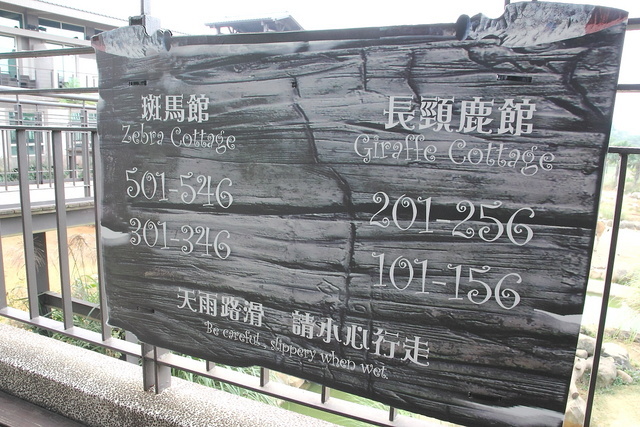 斑馬館
Zebra Cottage
501-546
301-346
長頸鹿館
Giraffe Cottage
201-256
101-156
天雨路滑 請小心行走
Be careful, slippery when wet.